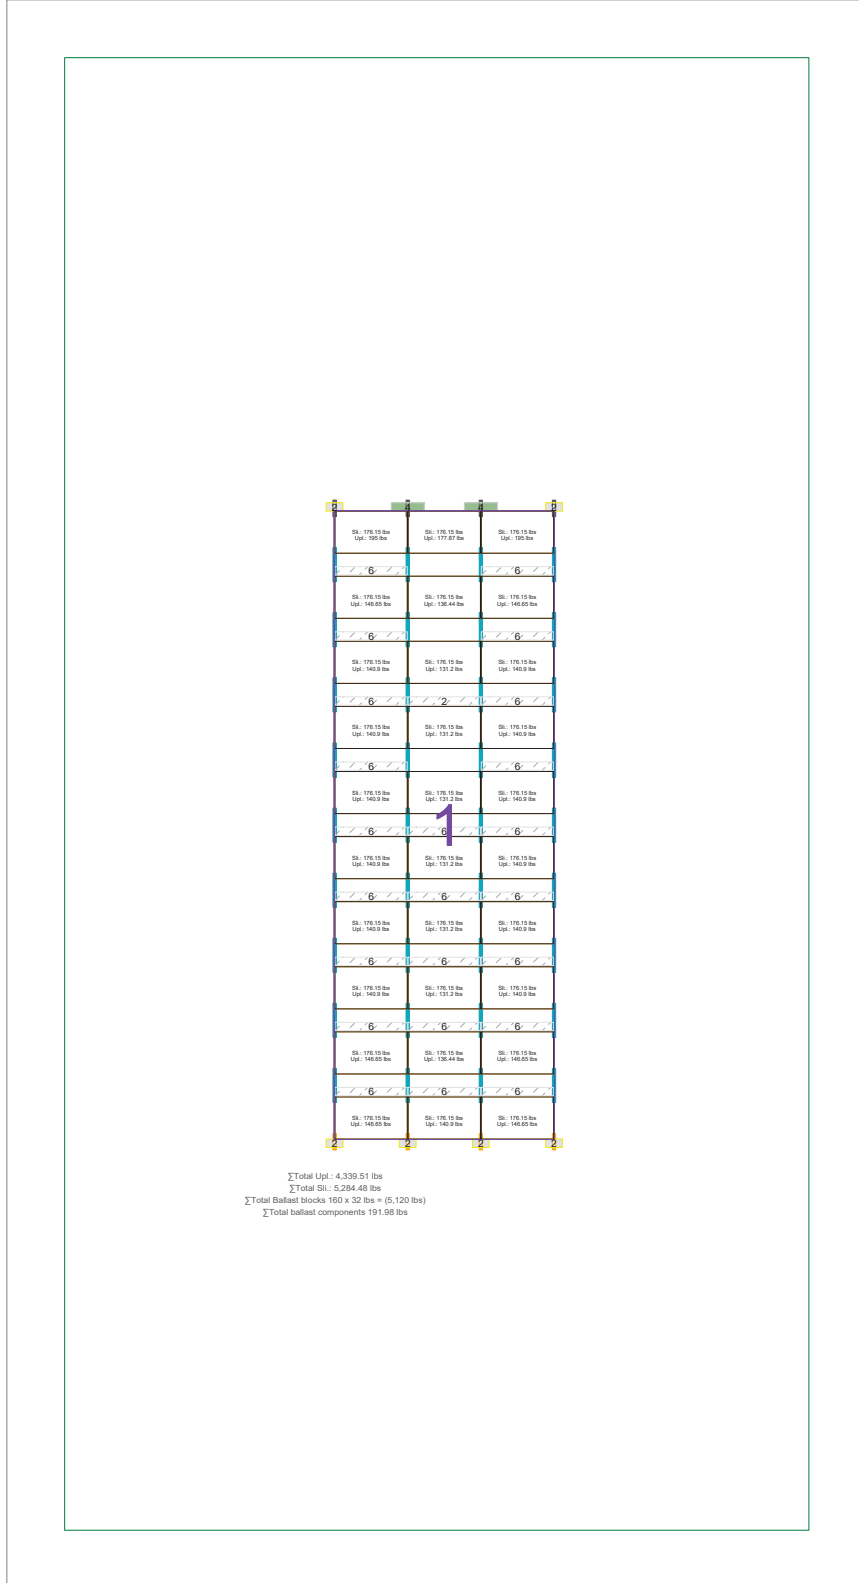 2 4 4 2
Sli.: 176.15 lbs Sli.: 176.15 lbs Sli.: 176.15 lbs
Upl.: 195 lbs Upl.: 177.87 lbs Upl.: 195 lbs
6 6
Sli.: 176.15 lbs Sli.: 176.15 lbs Sli.: 176.15 lbs
Upl.: 146.65 lbs Upl.: 136.44 lbs Upl.: 146.65 lbs
6 6
Sli.: 176.15 lbs Sli.: 176.15 lbs Sli.: 176.15 lbs
Upl.: 140.9 lbs Upl.: 131.2 lbs Upl.: 140.9 lbs
6 2 6
Sli.: 176.15 lbs Sli.: 176.15 lbs Sli.: 176.15 lbs
Upl.: 140.9 lbs Upl.: 131.2 lbs Upl.: 140.9 lbs
6 6
Sli.: 176.15 lbs Sli.: 176.15 lbs Sli.: 176.15 lbs
Upl.: 140.9 lbs Upl.: 131.2 lbs Upl.: 140.9 lbs
1
6 6 6
Sli.: 176.15 lbs Sli.: 176.15 lbs Sli.: 176.15 lbs
Upl.: 140.9 lbs Upl.: 131.2 lbs Upl.: 140.9 lbs
6 6 6
Sli.: 176.15 lbs Sli.: 176.15 lbs Sli.: 176.15 lbs
Upl.: 140.9 lbs Upl.: 131.2 lbs Upl.: 140.9 lbs
6 6 6
Sli.: 176.15 lbs Sli.: 176.15 lbs Sli.: 176.15 lbs
Upl.: 140.9 lbs Upl.: 131.2 lbs Upl.: 140.9 lbs
6 6 6
Sli.: 176.15 lbs Sli.: 176.15 lbs Sli.: 176.15 lbs
Upl.: 146.65 lbs Upl.: 136.44 lbs Upl.: 146.65 lbs
6 6 6
Sli.: 176.15 lbs Sli.: 176.15 lbs Sli.: 176.15 lbs
Upl.: 146.65 lbs Upl.: 140.9 lbs Upl.: 146.65 lbs
2 2 2 2
∑Total Upl.: 4,339.51 lbs
∑Total Sli.: 5,284.48 lbs
∑Total Ballast blocks 160 x 32 lbs = (5,120 lbs)
∑Total ballast components 191.98 lbs